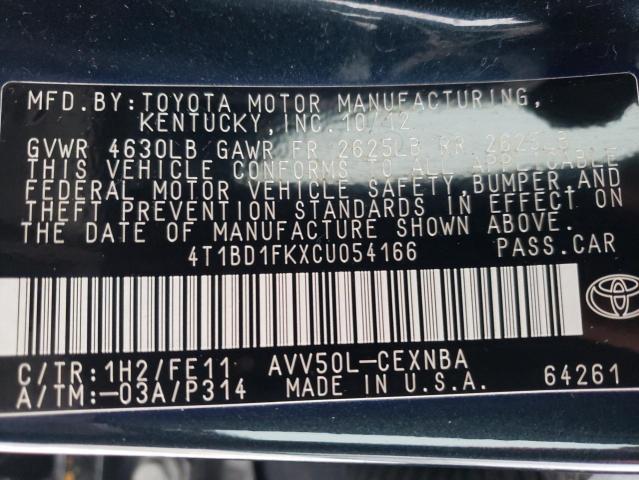 MFD.BY:TOYOTA MOTOR MANUFACTURING,
KENTUCKY,INC.10/12
GVWR 4630LB GAWR FR 2625LB RR 2625LB
THIS VEHICLE CONFORMS TO ALL APPLICABLE
FEDERAL MOTOR VEHICLE SAFETY,BUMPER,AND
THEFT PREVENTION STANDARDS IN EFFECT ON
THE DATE OF MANUFACTURE SHOWN ABOVE.
4T1BD1FKXCU054166 PASS.CAR
C/TR:1H2/FE11 AVV50L-CEXNBA
A/TM:-03A/P314 MADE IN U.S.A. 64261